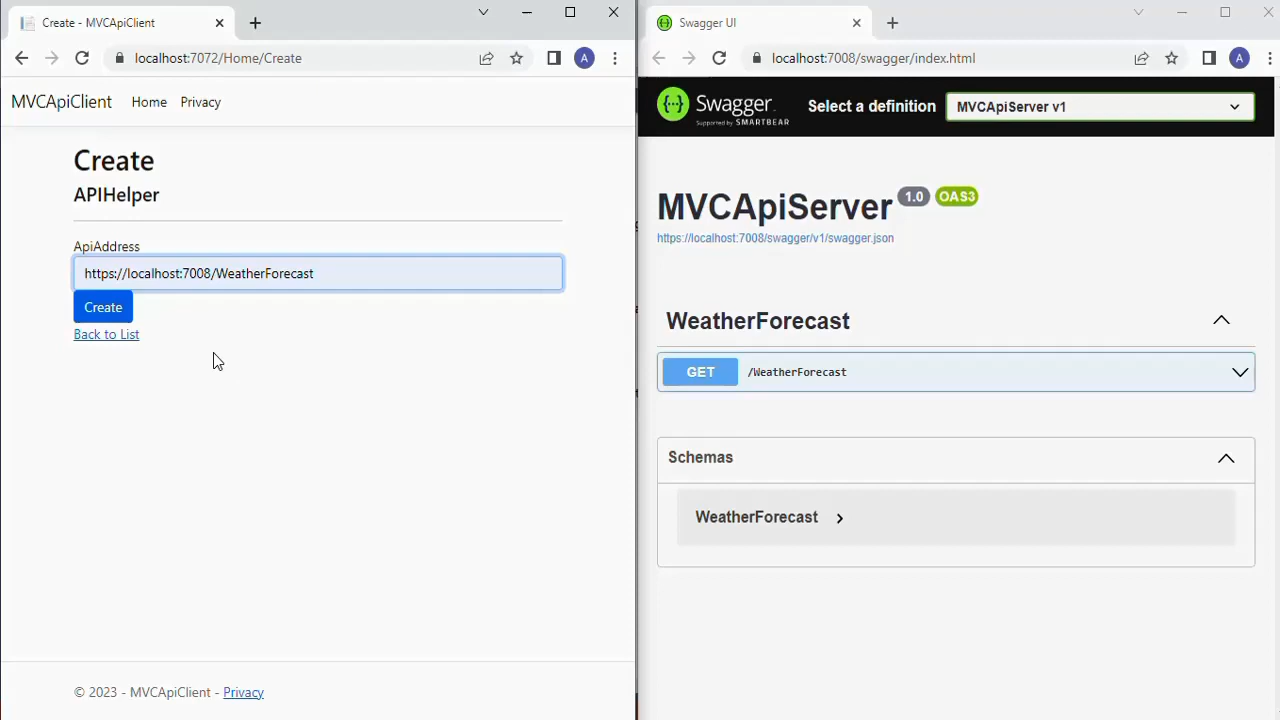 Create - MVCApiClient
localhost:7072/Home/Create
A
MVCApiClient Home Privacy
Create
APIHelper
ApiAddress
https://localhost:7008/WeatherForecast
Create
Back to List
© 2023 - MVCApiClient - Privacy
Swagger UI
localhost:7008/swagger/index.html
A
Swagger
Supported by SMARTBEAR
Select a definition
MVCApiServer v1
MVCApiServer 1.0 OAS3
https://localhost:7008/swagger/v1/swagger.json
WeatherForecast
GET /WeatherForecast
Schemas
WeatherForecast